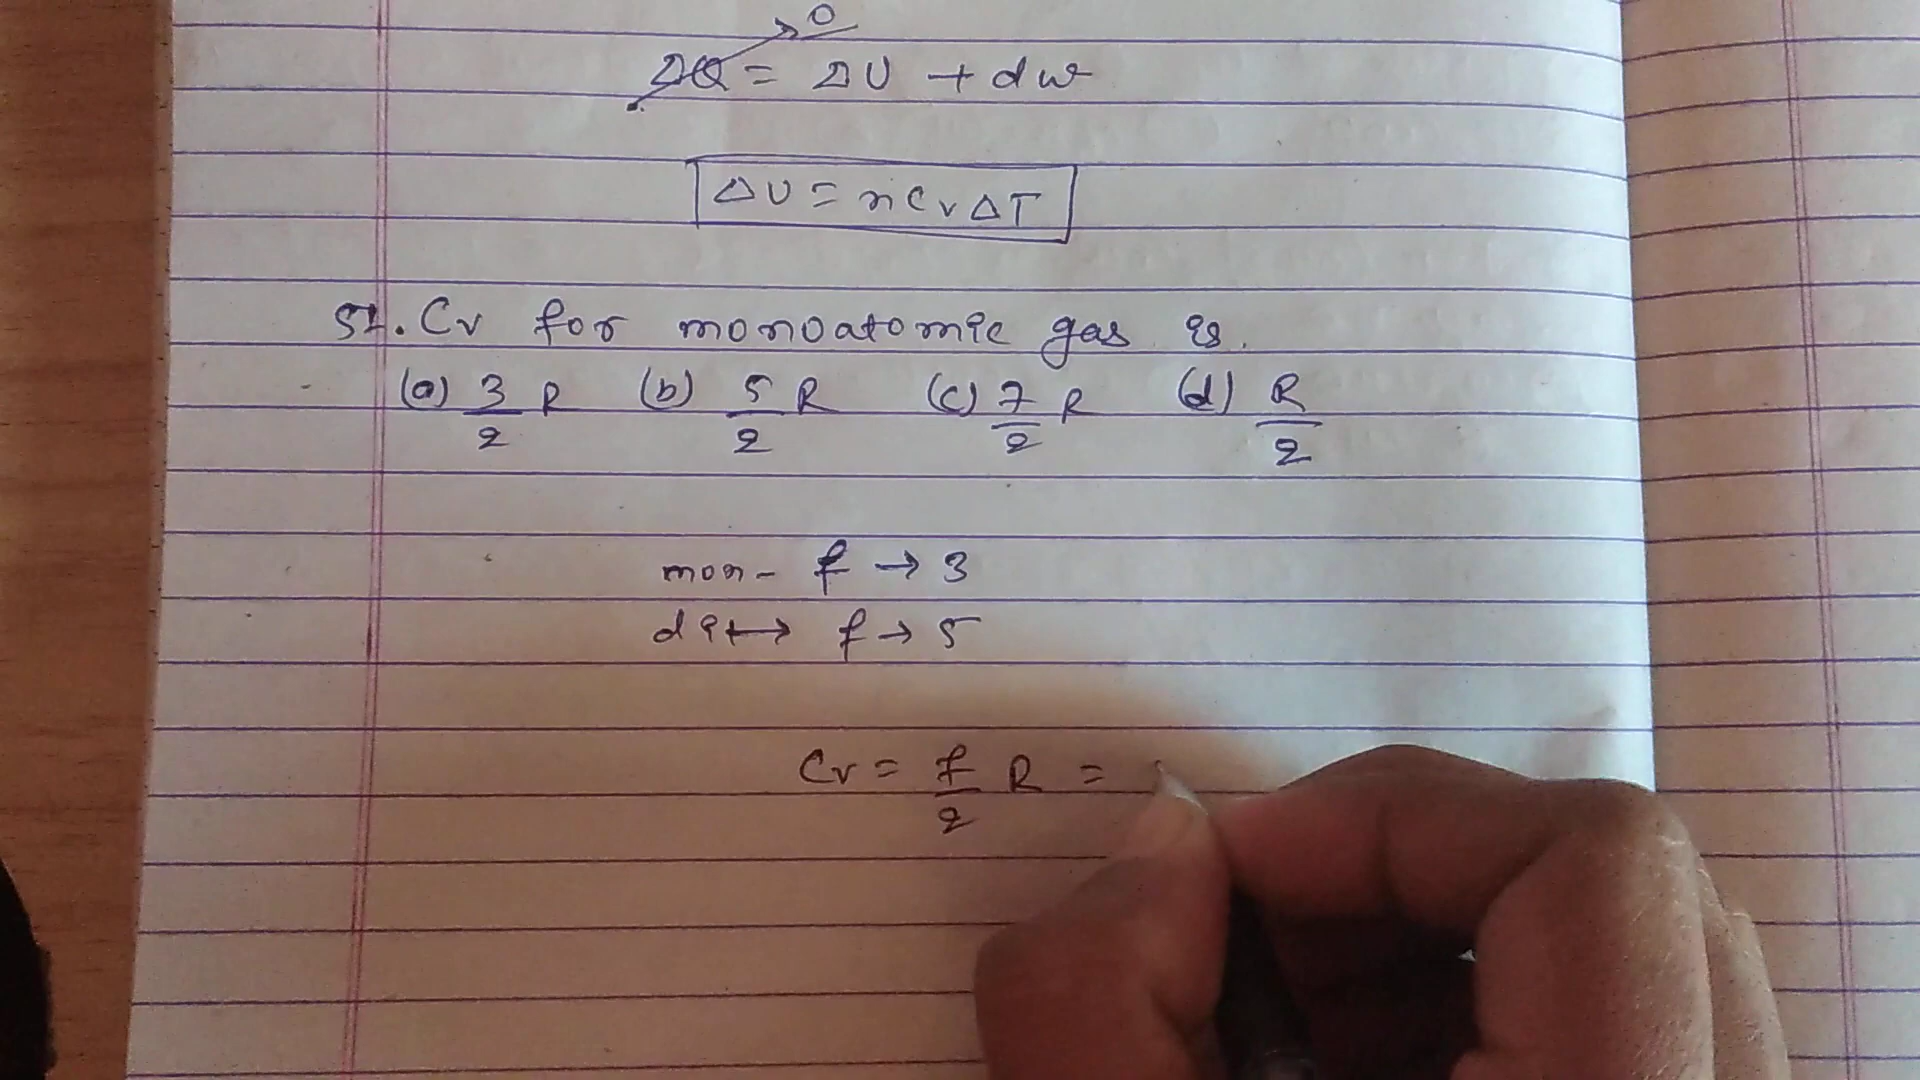 0
ΔQ = ΔU + dw
ΔU = nCvΔT
51. Cv for monoatomic gas is.
(a) 3/2 R (b) 5/2 R (c) 7/2 R (d) R/2
mon - f → 3
di → f → 5
Cv = f/2 R =